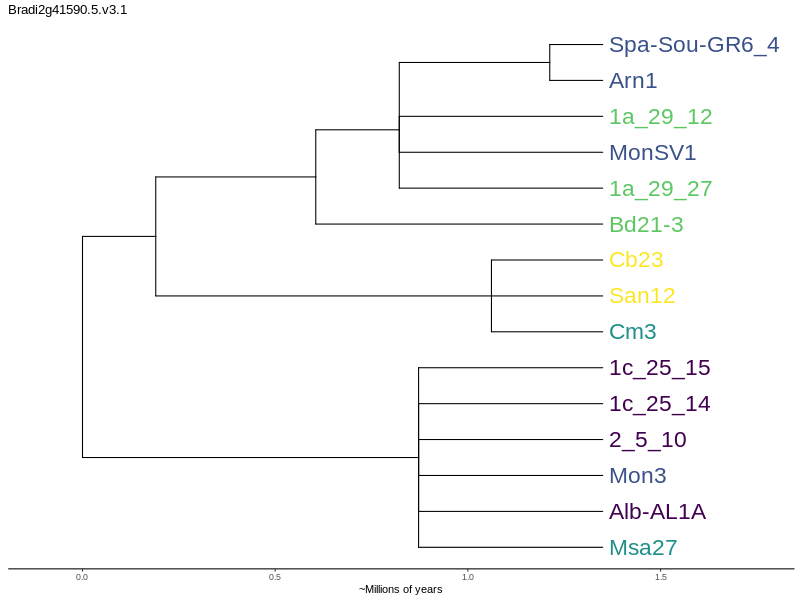 Bradi2g41590.5.v3.1
Spa-Sou-GR6_4
Arn1
1a_29_12
MonSV1
1a_29_27
Bd21-3
Cb23
San12
Cm3
1c_25_15
1c_25_14
2_5_10
Mon3
Alb-AL1A
Msa27
0.0 0.5 1.0 1.5
~Millions of years